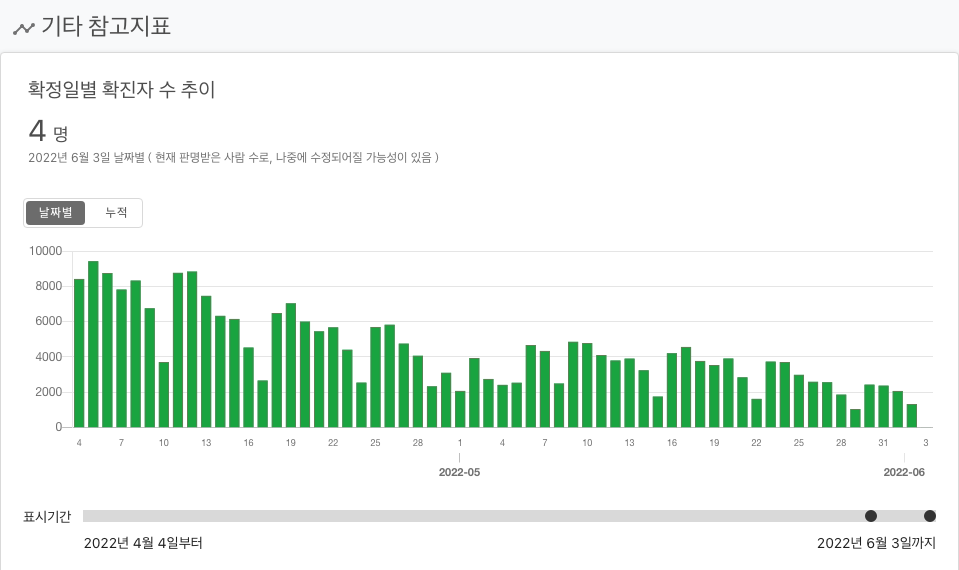 기타 참고지표
확정일별 확진자 수 추이
4 명
2022년 6월 3일 날짜별 ( 현재 판명받은 사람 수로, 나중에 수정되어질 가능성이 있음 )
날짜별 누적
10000
8000
6000
4000
2000
0
4 7 10 13 16 19 22 25 28 1 4 7 10 13 16 19 22 25 28 31 3
2022-05 2022-06
표시기간
2022년 4월 4일부터 2022년 6월 3일까지